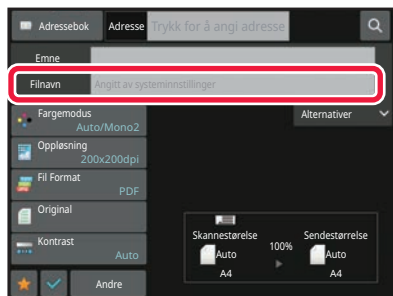 Adressebok Adresse Trykk for å angi adresse
Emne
Filnavn Angitt av systeminnstillinger
Fargemodus
Auto/Mono2
Alternativer
Oppløsning
200x200dpi
Fil Format
PDF
Original
Kontrast
Auto
Skannestørelse 100% Sendestørrelse
Auto Auto
A4 A4
Andre